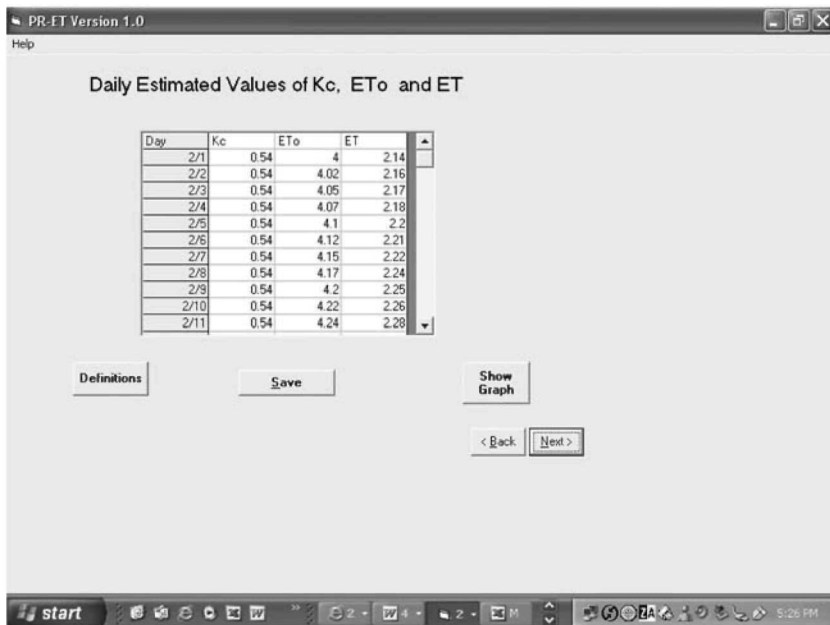 PR-ET Version 1.0
Help
Daily Estimated Values of Kc, ETo and ET
Day Kc ETo ET
2/1 0.54 4 2.14
2/2 0.54 4.02 2.16
2/3 0.54 4.05 2.17
2/4 0.54 4.07 2.18
2/5 0.54 4.1 2.2
2/6 0.54 4.12 2.21
2/7 0.54 4.15 2.22
2/8 0.54 4.17 2.24
2/9 0.54 4.2 2.25
2/10 0.54 4.22 2.26
2/11 0.54 4.24 2.28
Definitions
Save
Show
Graph
< Back Next >
start 2 4 2 M ZA 5:26 PM